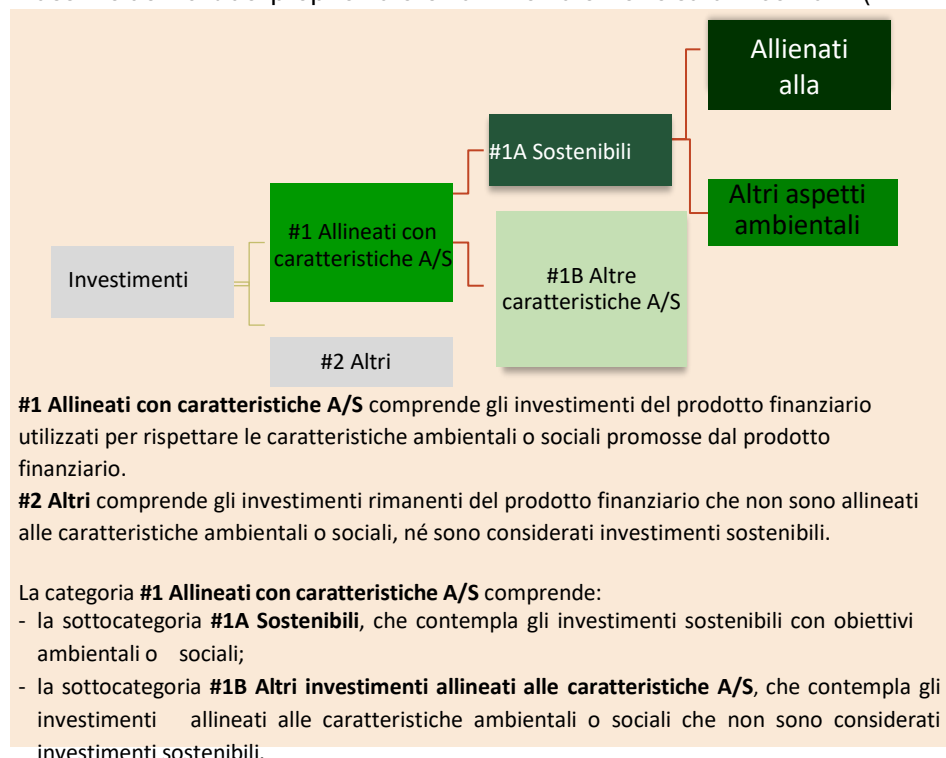 Allienati
alla
#1A Sostenibili
Altri aspetti
ambientali
#1 Allineati con
caratteristiche A/S
Investimenti
#1B Altre
caratteristiche A/S
#2 Altri
#1 Allineati con caratteristiche A/S comprende gli investimenti del prodotto finanziario
utilizzati per rispettare le caratteristiche ambientali o sociali promosse dal prodotto
finanziario.
#2 Altri comprende gli investimenti rimanenti del prodotto finanziario che non sono allineati
alle caratteristiche ambientali o sociali, né sono considerati investimenti sostenibili.
La categoria #1 Allineati con caratteristiche A/S comprende:
- la sottocategoria #1A Sostenibili, che contempla gli investimenti sostenibili con obiettivi
ambientali o sociali;
- la sottocategoria #1B Altri investimenti allineati alle caratteristiche A/S, che contempla gli
investimenti allineati alle caratteristiche ambientali o sociali che non sono considerati
investimenti sostenibili.